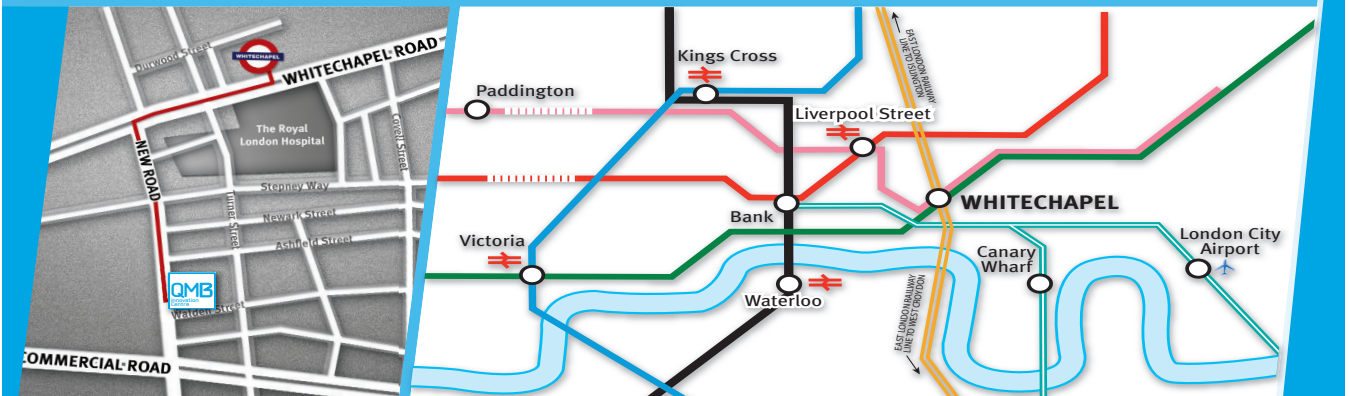 Durwood Street
WHITECHAPEL
WHITECHAPEL ROAD
The Royal
London Hospital
Covell Street
NEW ROAD
Stepney Way
Turner Street
Newark Street
Ashfield Street
QMB
Innovation
Centre
Walden Street
COMMERCIAL ROAD
Kings Cross
EAST LONDON RAILWAY
LINE TO ISLINGTON
Paddington
Liverpool Street
WHITECHAPEL
Bank
Victoria
London City
Airport
Canary
Wharf
Waterloo
EAST LONDON RAILWAY
LINE TO WEST CROYDON